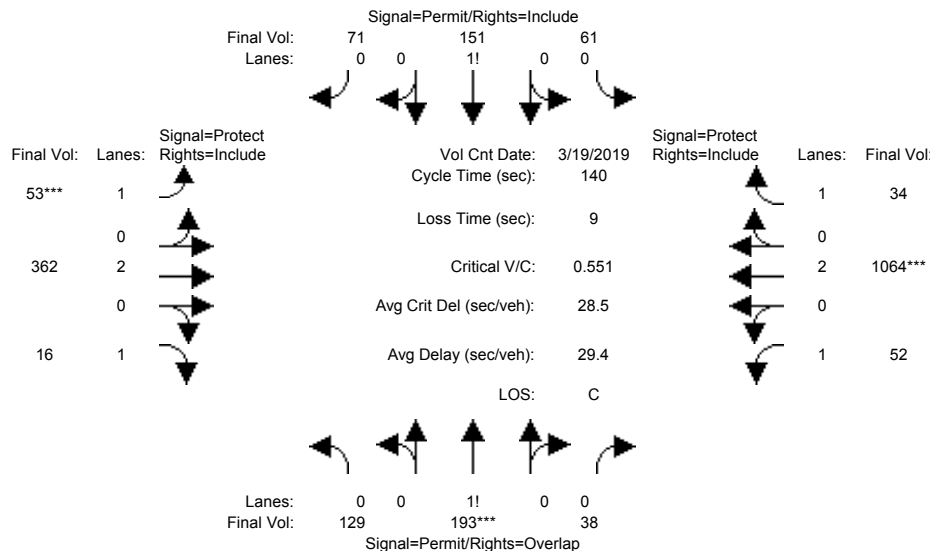 Signal=Permit/Rights=Include
Final Vol: 71 151 61
Lanes: 0 0 1! 0 0
Signal=Protect Signal=Protect
Final Vol: Lanes: Rights=Include Vol Cnt Date: 3/19/2019 Rights=Include Lanes: Final Vol:
Cycle Time (sec): 140
53*** 1 1 34
Loss Time (sec): 9
0 0
362 2 Critical V/C: 0.551 2 1064***
0 Avg Crit Del (sec/veh): 28.5 0
16 1 Avg Delay (sec/veh): 29.4 1 52
LOS: C
Lanes: 0 0 1! 0 0
Final Vol: 129 193*** 38
Signal=Permit/Rights=Overlap